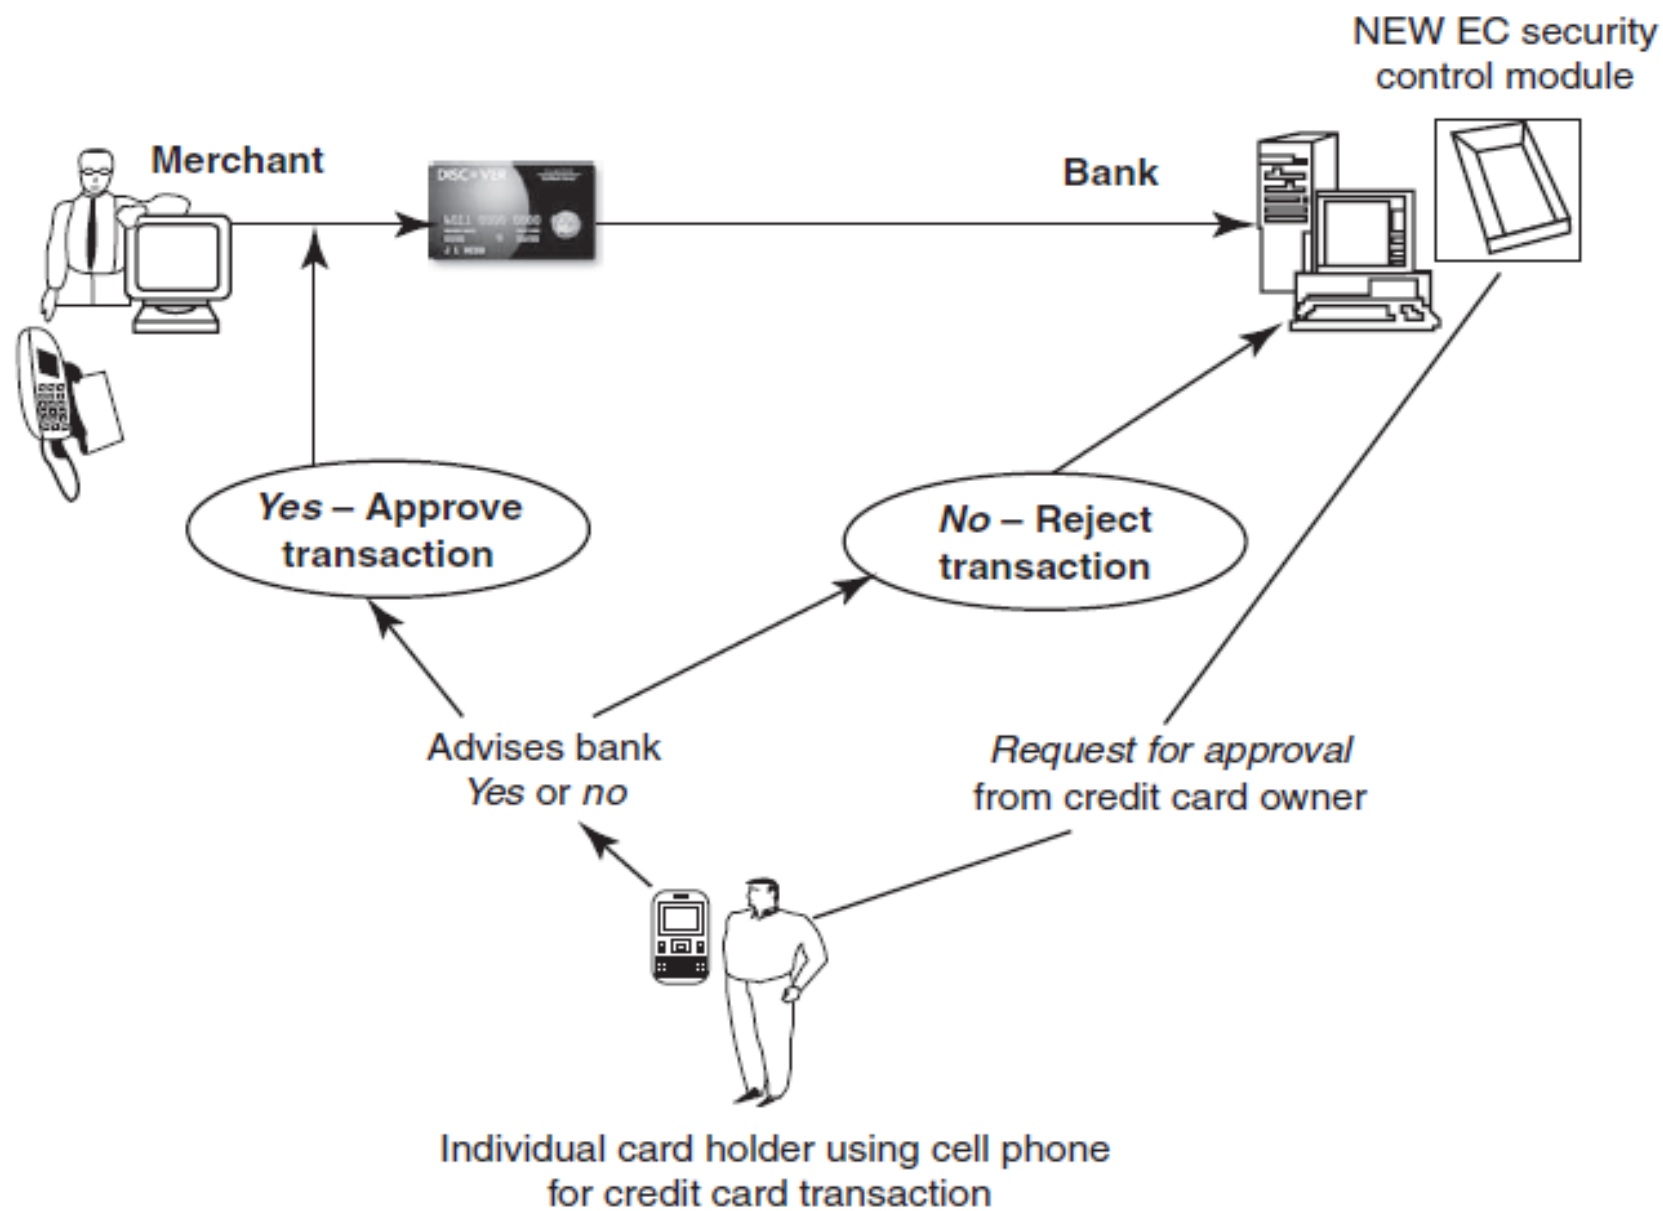 NEW EC security
control module
Merchant
Bank
DISCOVER
Yes – Approve
transaction
No – Reject
transaction
Advises bank
Yes or no
Request for approval
from credit card owner
Individual card holder using cell phone
for credit card transaction